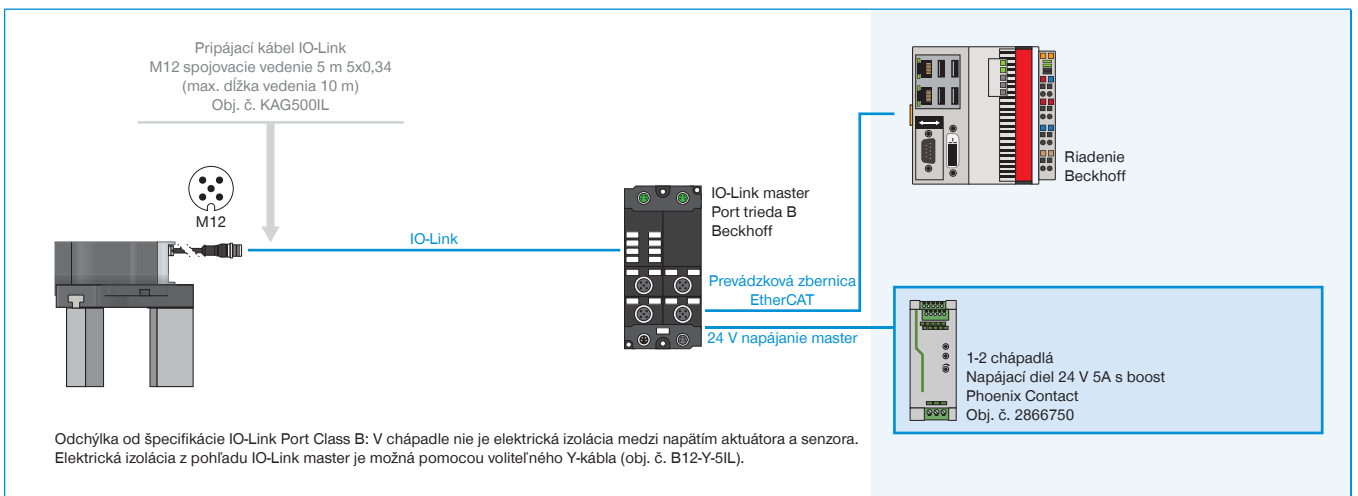 Pripájací kábel IO-Link
M12 spojovacie vedenie 5 m 5x0,34
(max. dĺžka vedenia 10 m)
Obj. č. KAG500IL
M12
IO-Link
IO-Link master
Port trieda B
Beckhoff
Riadenie
Beckhoff
Prevádzková zbernica
EtherCAT
24 V napájanie master
1-2 chápadlá
Napájací diel 24 V 5A s boost
Phoenix Contact
Obj. č. 2866750
Odchýlka od špecifikácie IO-Link Port Class B: V chápadle nie je elektrická izolácia medzi napätím aktuátora a senzora.
Elektrická izolácia z pohľadu IO-Link master je možná pomocou voliteľného Y-kábla (obj. č. B12-Y-5IL).